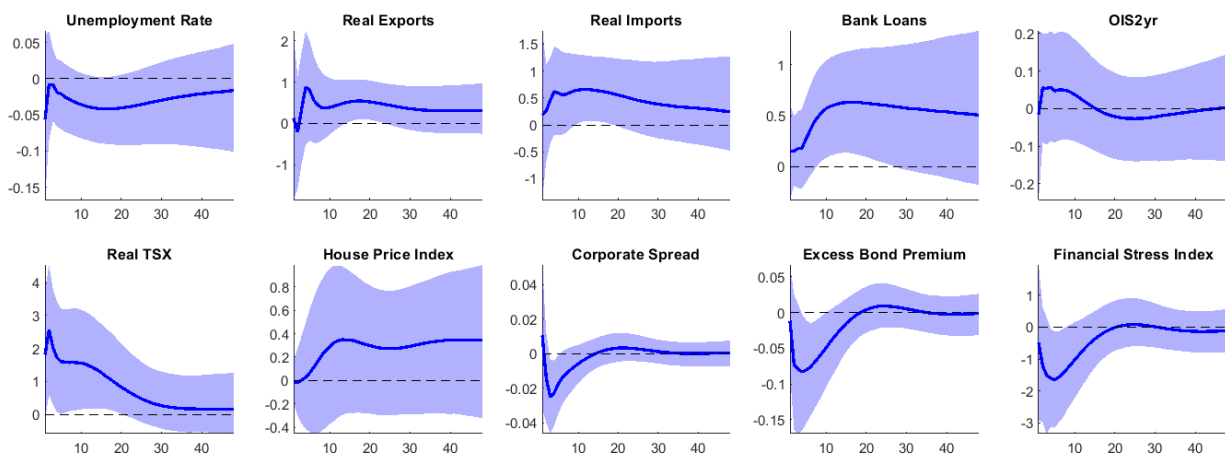 Unemployment Rate
0.05
0
-0.05
-0.1
-0.15
10 20 30 40
Real Exports
2
1
0
-1
10 20 30 40
Real Imports
1.5
1
0.5
0
-0.5
-1
10 20 30 40
Bank Loans
1
0.5
0
10 20 30 40
OIS2yr
0.2
0.1
0
-0.1
-0.2
10 20 30 40
Real TSX
4
3
2
1
0
10 20 30 40
House Price Index
0.8
0.6
0.4
0.2
0
-0.2
-0.4
10 20 30 40
Corporate Spread
0.04
0.02
0
-0.02
-0.04
10 20 30 40
Excess Bond Premium
0.05
0
-0.05
-0.1
-0.15
10 20 30 40
Financial Stress Index
1
0
-1
-2
-3
10 20 30 40